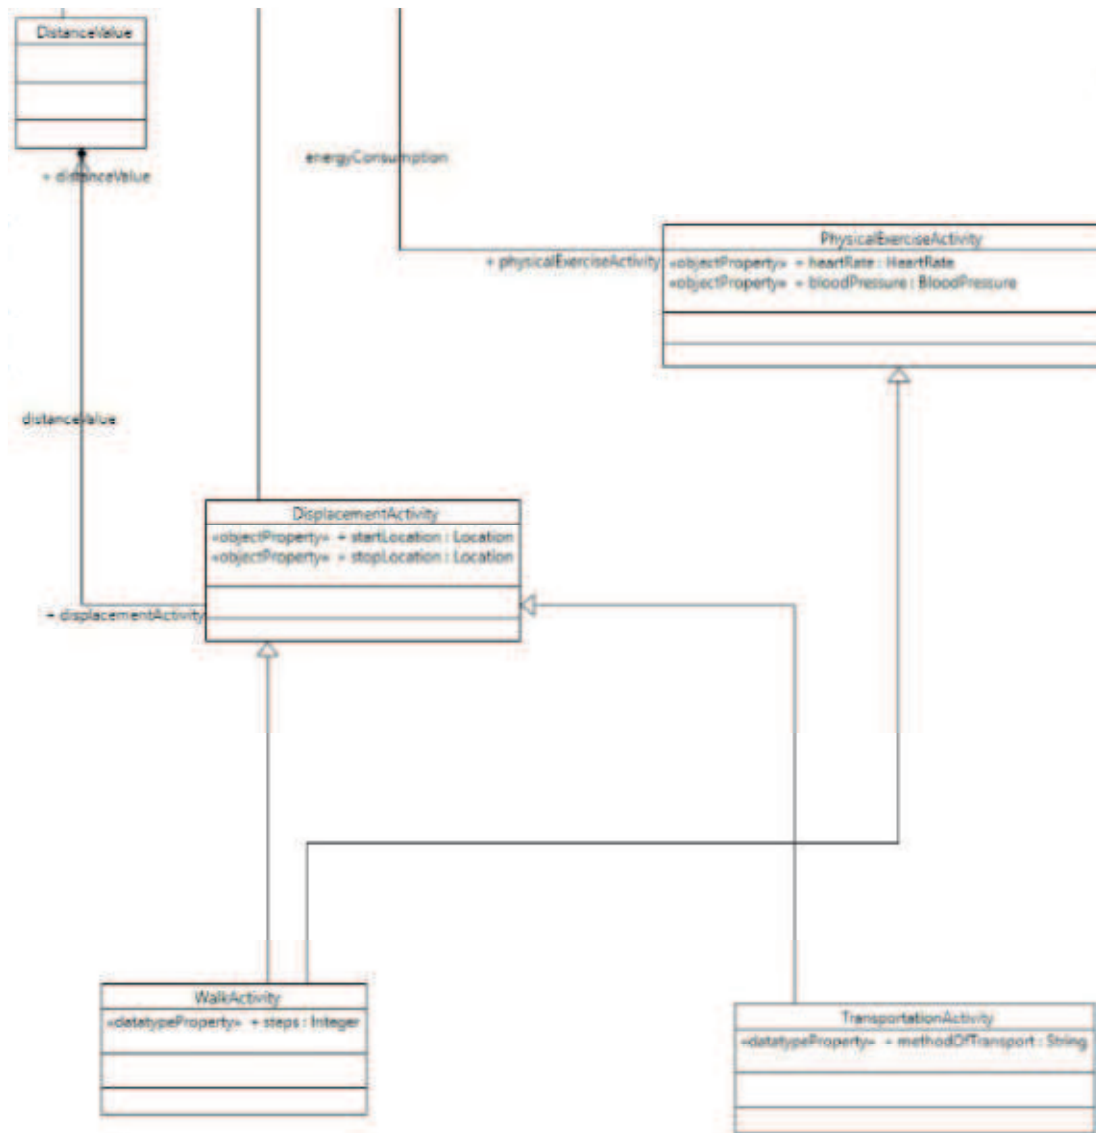 DistanceValue
+ distanceValue
energyConsumption
PhysicalExerciseActivity
+ physicalExerciseActivity
«objectProperty» + heartRate : HeartRate
«objectProperty» + bloodPressure : BloodPressure
distanceValue
DisplacementActivity
«objectProperty» + startLocation : Location
«objectProperty» + stopLocation : Location
+ displacementActivity
WalkActivity
«datatypeProperty» + steps : Integer
TransportationActivity
«datatypeProperty» + methodOfTransport : String